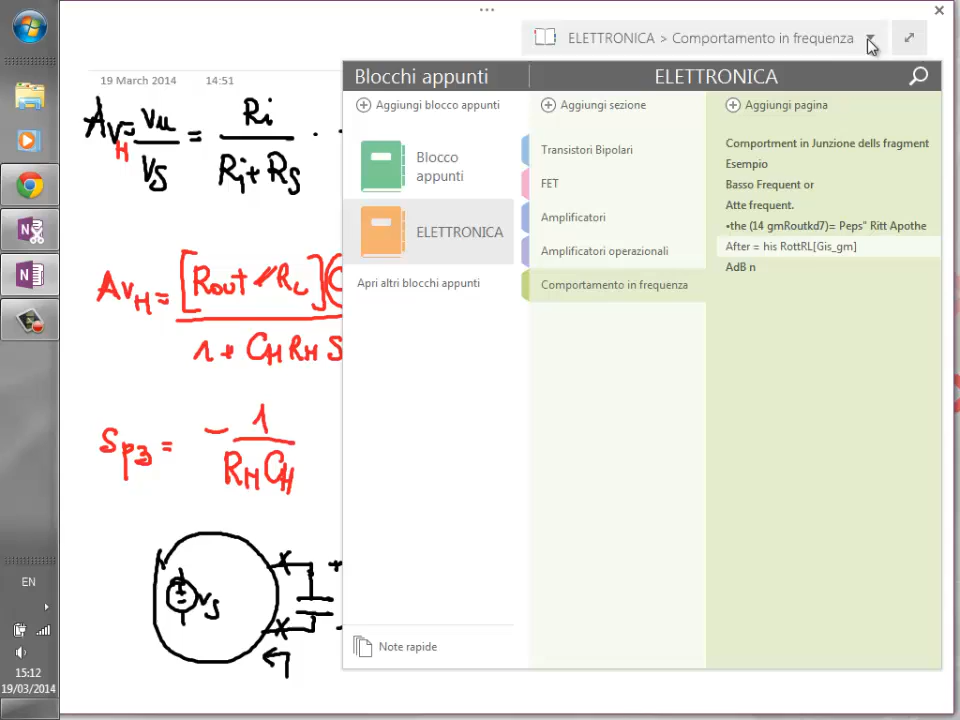 ELETTRONICA > Comportamento in frequenza
19 March 2014 14:51
Blocchi appunti
ELETTRONICA
Aggiungi blocco appunti
Blocco appunti
ELETTRONICA
Apri altri blocchi appunti
Note rapide
Aggiungi sezione
Transistori Bipolari
FET
Amplificatori
Amplificatori operazionali
Comportamento in frequenza
Aggiungi pagina
Comportment in Junzione dells fragment
Esempio
Basso Frequent or
Atte frequent.
•the (14 gmRoutkd7)= Peps" Ritt Apothe
After = his RottRL[Gis_gm]
AdB n
AvH = vu/vs = Ri/(Ri+Rs) ·
AvH = [Rout // RL](
1 + CH RH S
Sp3 = - 1/(RH CH)
vs
+
EN
15:12
19/03/2014